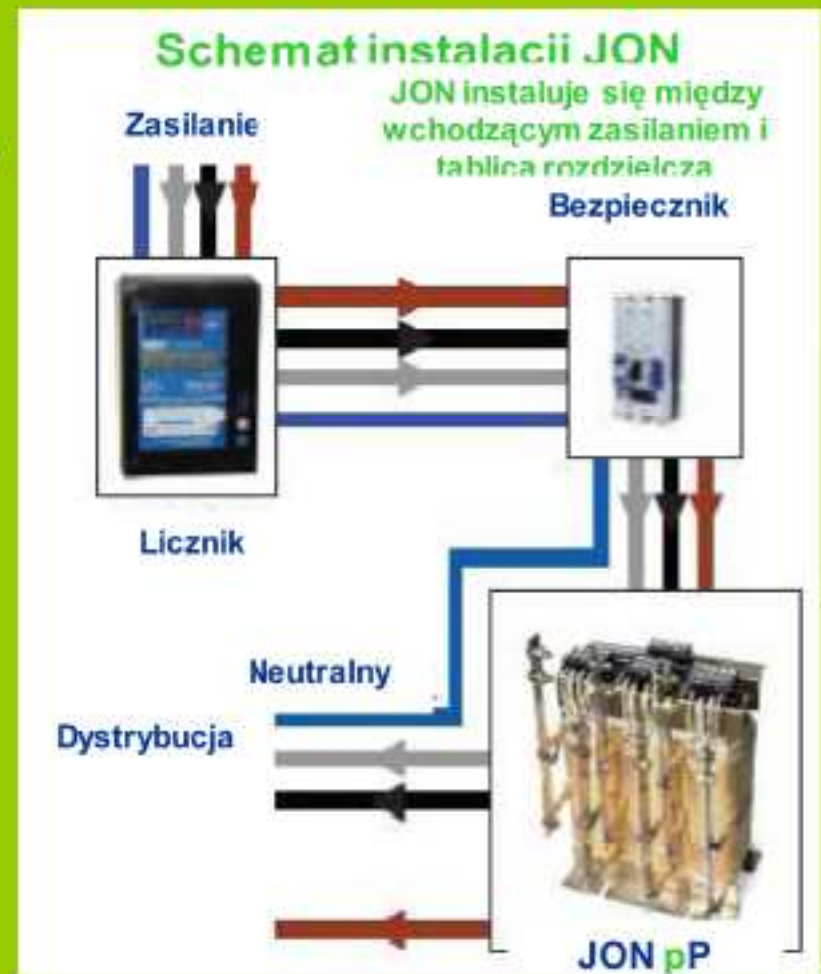 Schemat instalacji JON
JON instaluje się między
wchodzącym zasilaniem i
tablica rozdzielcza
Zasilanie
Bezpiecznik
Licznik
Neutralny
Dystrybucja
JON pP